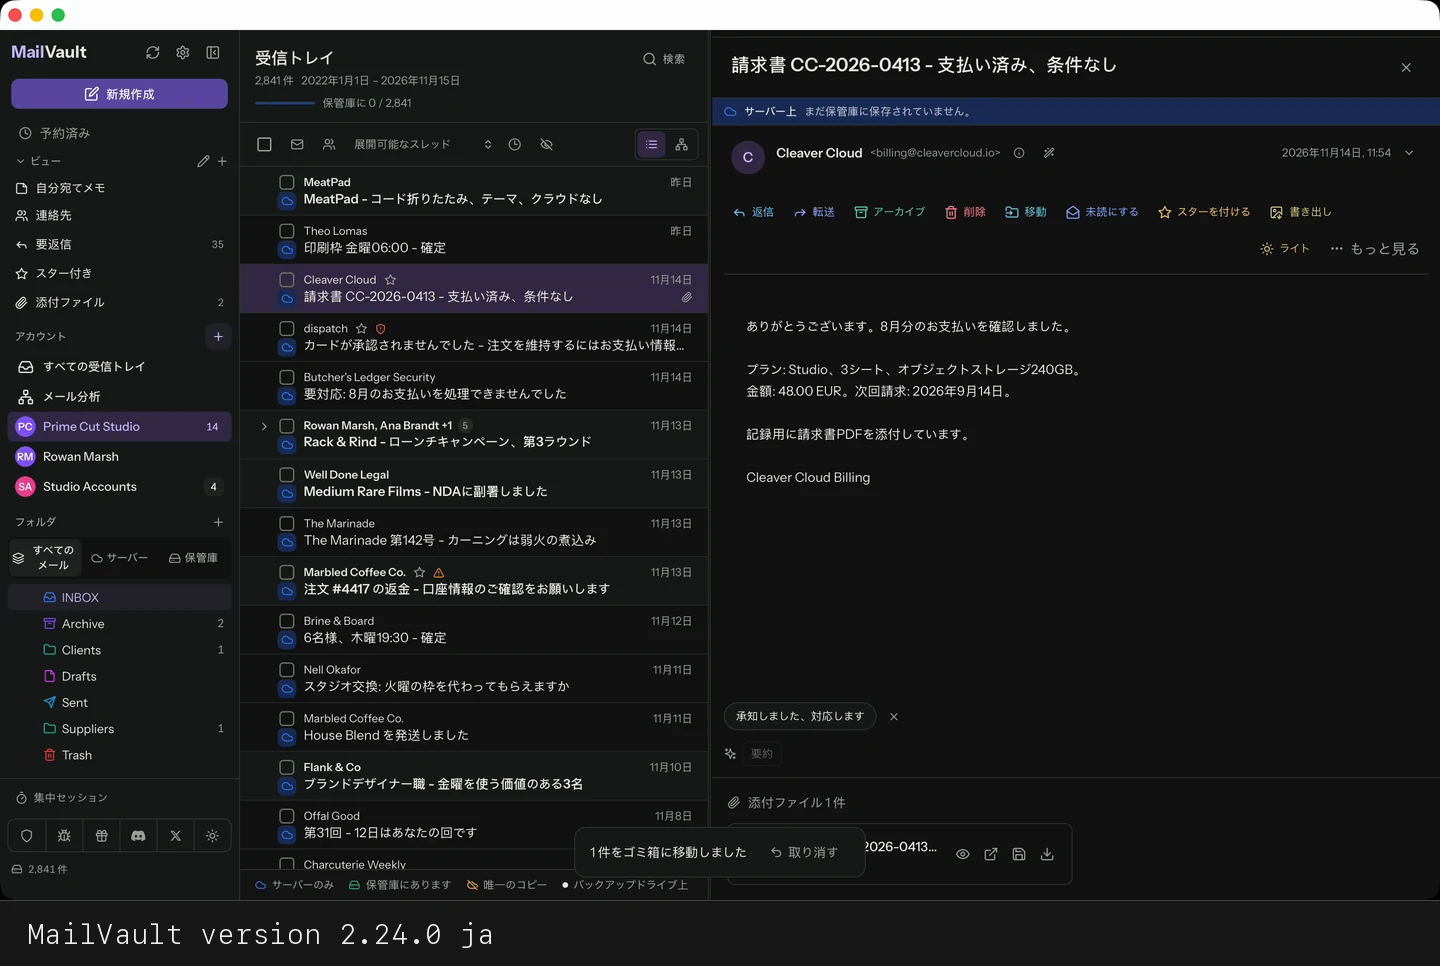 MailVault
新規作成
予約済み
ビュー
自分宛てメモ
連絡先
要返信 35
スター付き
添付ファイル 2
アカウント
すべての受信トレイ
メール分析
PC Prime Cut Studio 14
RM Rowan Marsh
SA Studio Accounts 4
フォルダ
すべての
メール
サーバー
保管庫
INBOX
Archive 2
Clients 1
Drafts
Sent
Suppliers 1
Trash
集中セッション
2,841 件
受信トレイ
検索
2,841 件 2022年1月1日 – 2026年11月15日
保管庫に 0 / 2,841
展開可能なスレッド
MeatPad 昨日
MeatPad - コード折りたたみ、テーマ、クラウドなし
Theo Lomas 昨日
印刷枠 金曜06:00 - 確定
Cleaver Cloud 11月14日
請求書 CC-2026-0413 - 支払い済み、条件なし
dispatch 11月14日
カードが承認されませんでした - 注文を維持するにはお支払い情報...
Butcher's Ledger Security 11月14日
要対応: 8月のお支払いを処理できませんでした
Rowan Marsh, Ana Brandt +1 5 11月13日
Rack & Rind - ローンチキャンペーン、第3ラウンド
Well Done Legal 11月13日
Medium Rare Films - NDAに副署しました
The Marinade 11月13日
The Marinade 第142号 - カーニングは弱火の煮込み
Marbled Coffee Co. 11月13日
注文 #4417 の返金 - 口座情報のご確認をお願いします
Brine & Board 11月12日
6名様、木曜19:30 - 確定
Nell Okafor 11月11日
スタジオ交換: 火曜の枠を代わってもらえますか
Marbled Coffee Co. 11月11日
House Blend を発送しました
Flank & Co 11月10日
ブランドデザイナー職 - 金曜を使う価値のある3名
Offal Good 11月8日
第31回 - 12日はあなたの回です
Charcuterie Weekly
サーバーのみ 保管庫にあります 唯一のコピー バックアップドライブ上
請求書 CC-2026-0413 - 支払い済み、条件なし
サーバー上 まだ保管庫に保存されていません。
C
Cleaver Cloud <billing@cleavercloud.io> 2026年11月14日, 11:54
返信 転送 アーカイブ 削除 移動 未読にする スターを付ける 書き出し
ライト もっと見る
ありがとうございます。8月分のお支払いを確認しました。
プラン: Studio、3シート、オブジェクトストレージ240GB。
金額: 48.00 EUR。次回請求: 2026年9月14日。
記録用に請求書PDFを添付しています。
Cleaver Cloud Billing
承知しました、対応します
要約
添付ファイル 1 件
2026-0413...
1 件をゴミ箱に移動しました 取り消す
MailVault version 2.24.0 ja